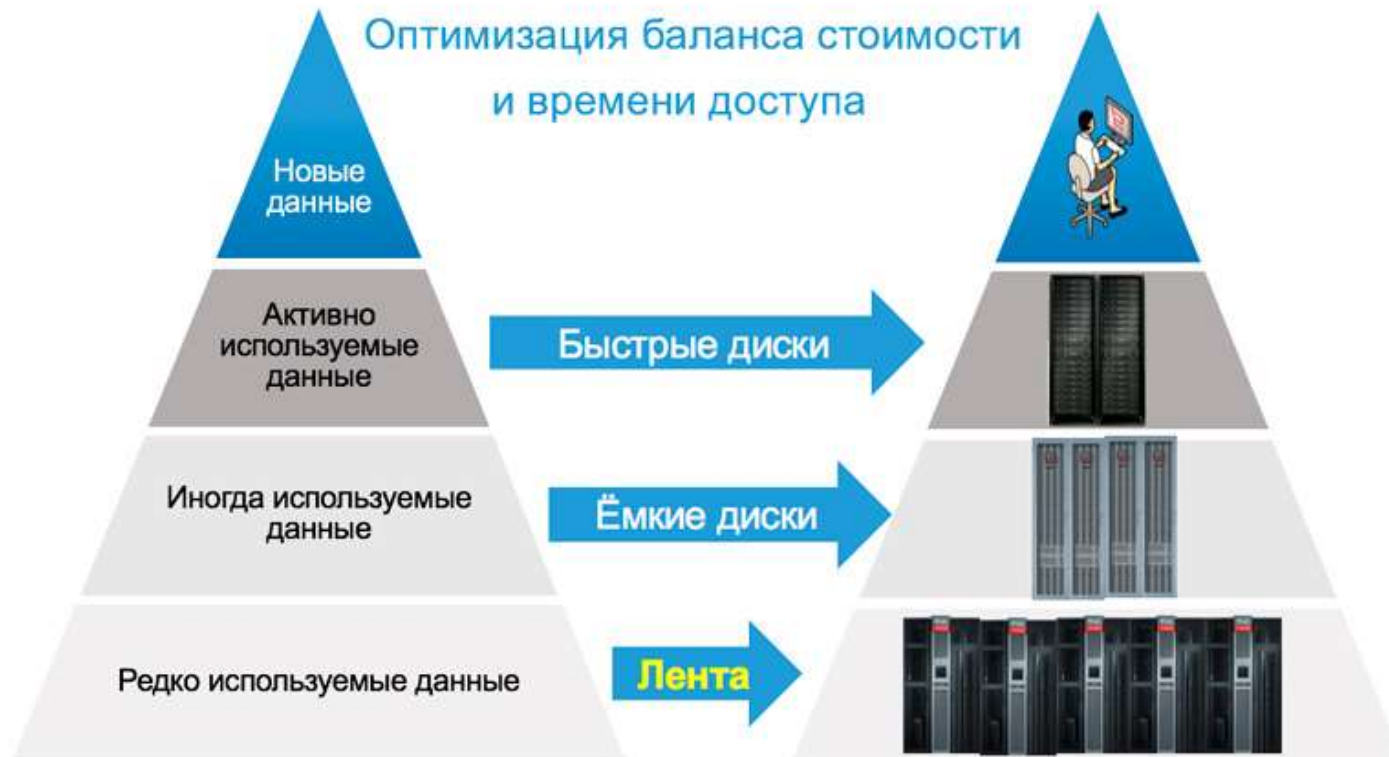 Оптимизация баланса стоимости
и времени доступа
Новые
данные
Активно
используемые
данные
Быстрые диски
Иногда используемые
данные
Ёмкие диски
Редко используемые данные
Лента